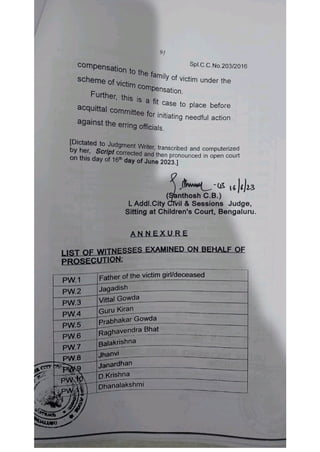 91
Spl.C.C.No.203/2016
compensation to the family of victim under the
scheme of victim compensation.
Further, this is a fit case to place before
acquittal committee for initiating needful action
against the erring officials.
[Dictated to Judgment Writer, transcribed and computerized
by her, Script corrected and then pronounced in open court
on this day of 16th day of June 2023.]
16/6/23
(Santhosh C.B.)
L Addl.City Civil & Sessions Judge,
Sitting at Children's Court, Bengaluru.
ANNEXURE
LIST OF WITNESSES EXAMINED ON BEHALF OF
PROSECUTION:
PW.1 Father of the victim girl/deceased
PW.2 Jagadish
PW.3 Vittal Gowda
PW.4 Guru Kiran
PW.5 Prabhakar Gowda
PW.6 Raghavendra Bhat
PW.7 Balakrishna
PW.8 Jhanvi
PW.9 Janardhan
PW.10 D.Krishna
PW.11 Dhanalakshmi